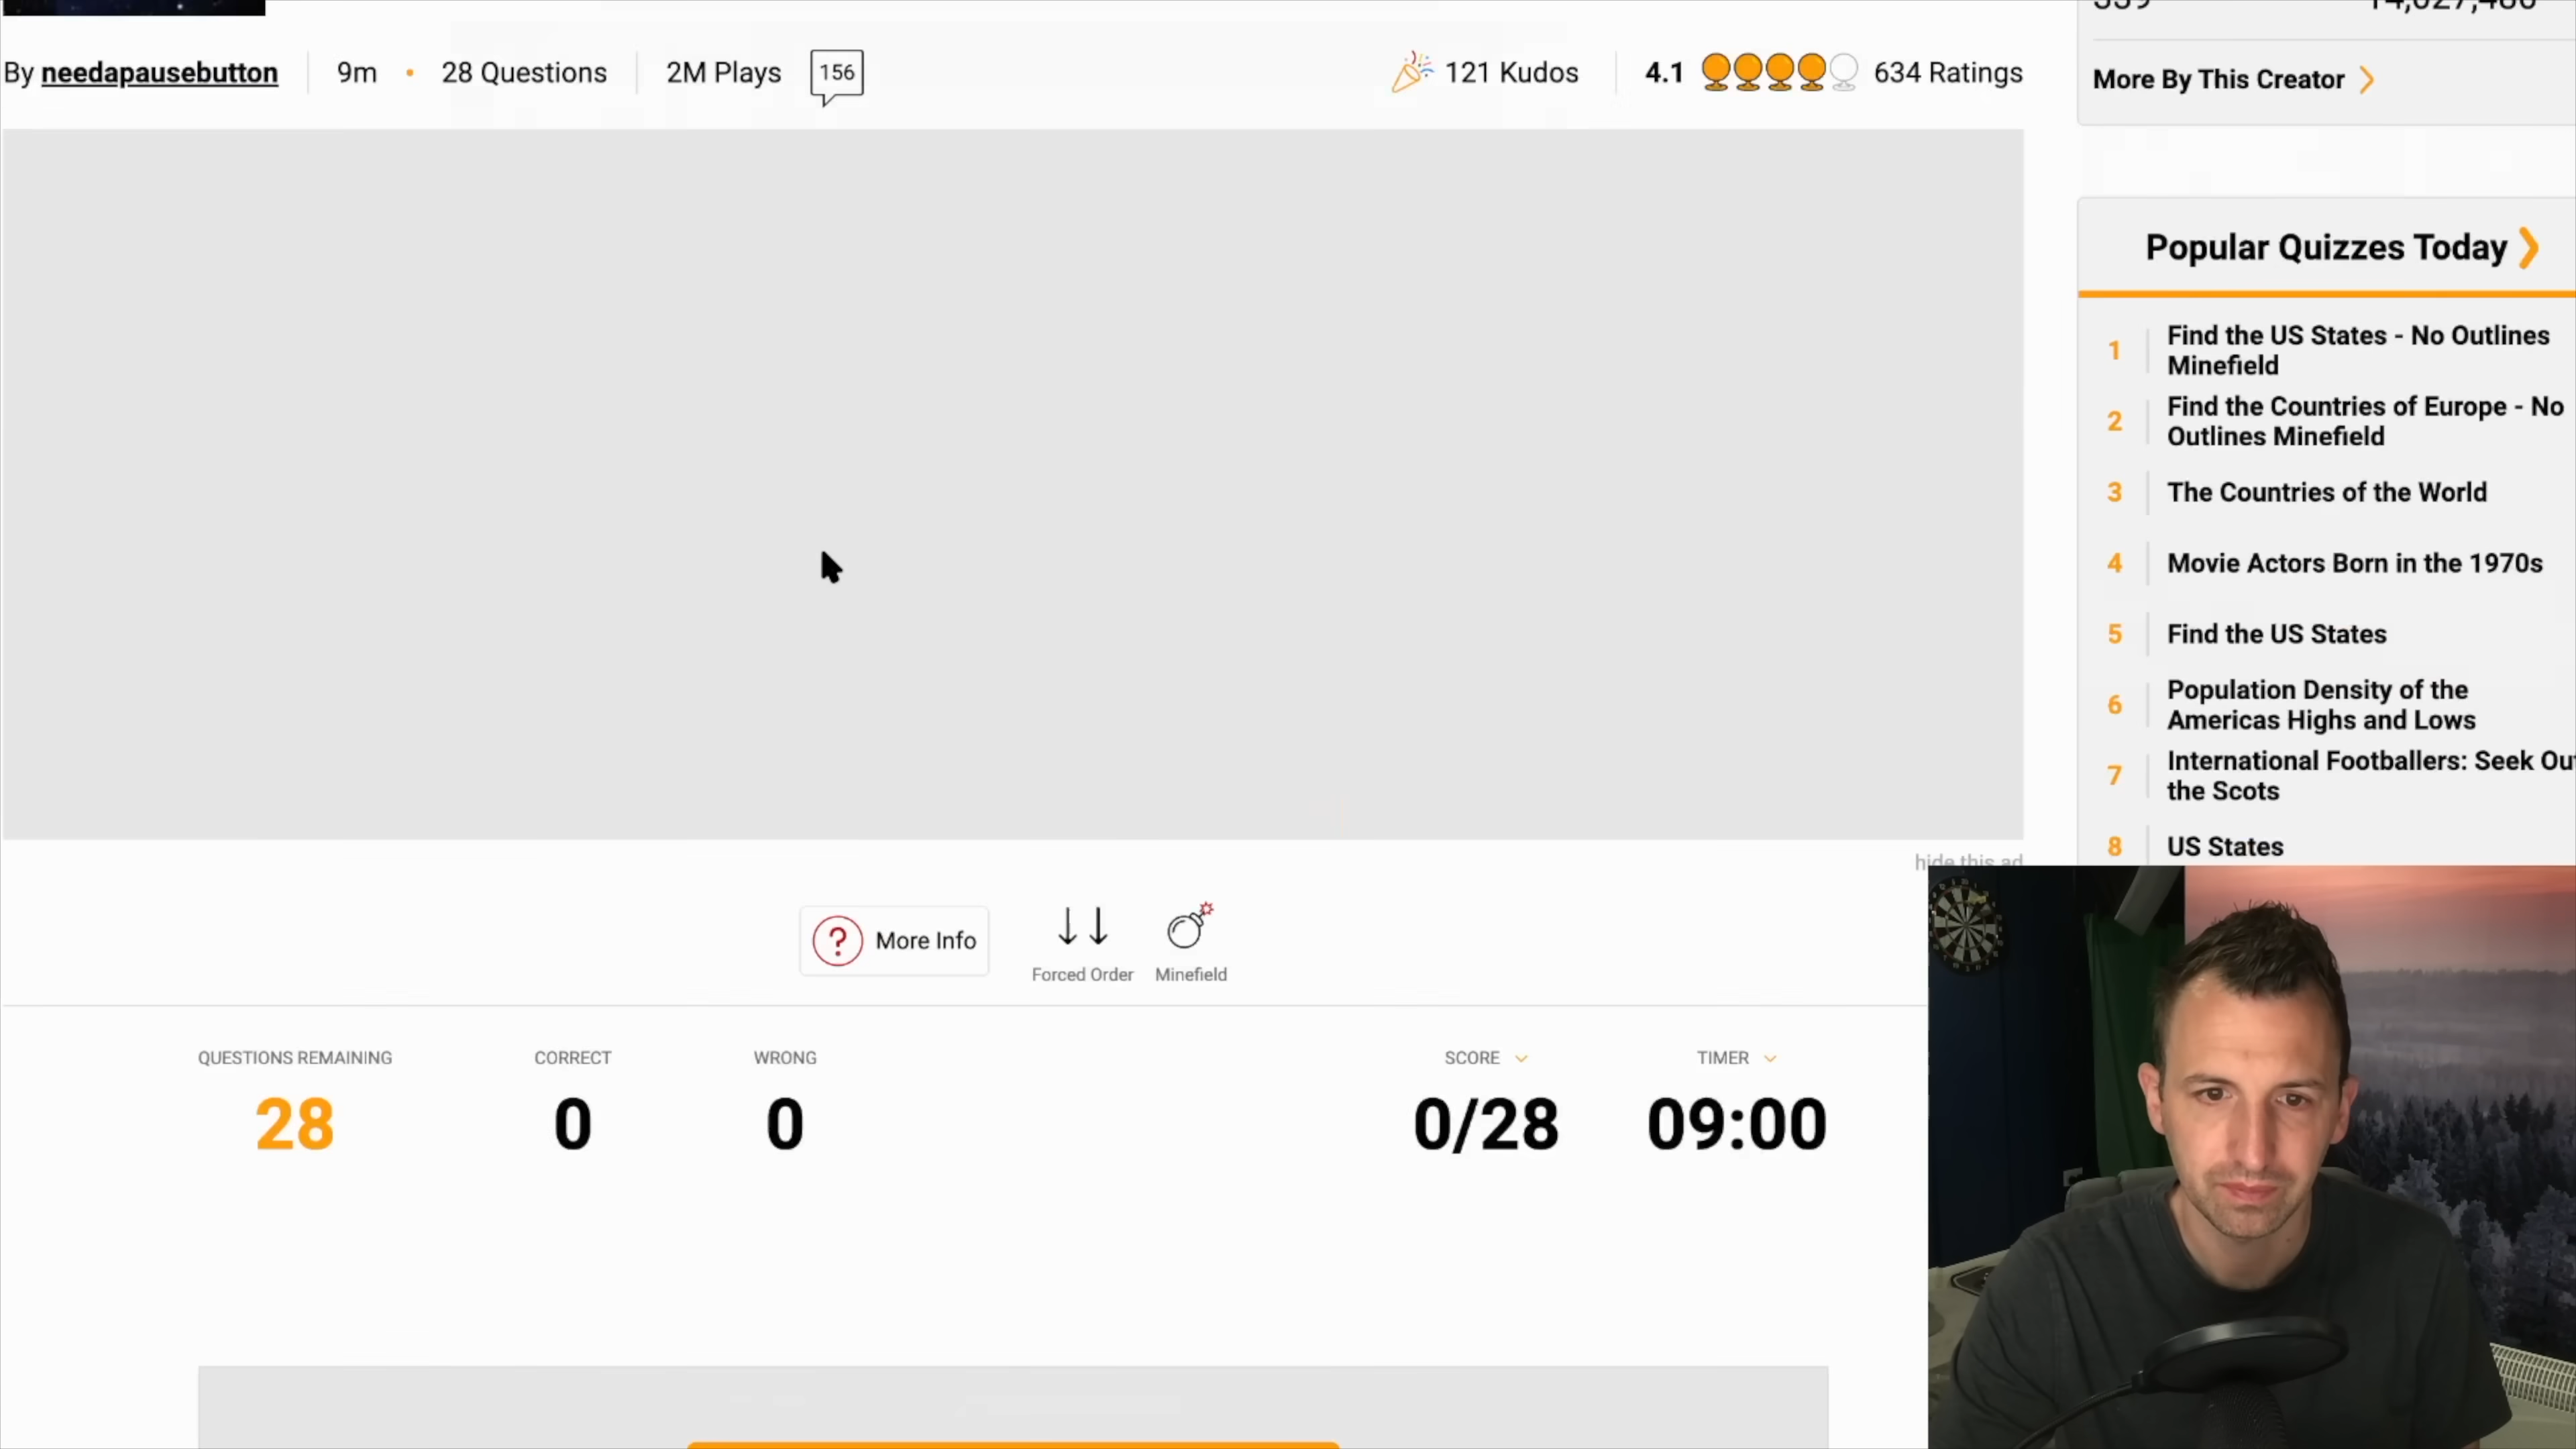 By needapausebutton
9m • 28 Questions
2M Plays
156
121 Kudos
4.1
634 Ratings
More By This Creator
hide this ad
More Info
Forced Order
Minefield
QUESTIONS REMAINING
28
CORRECT
0
WRONG
0
SCORE
0/28
TIMER
09:00
Popular Quizzes Today
1
Find the US States - No Outlines
Minefield
2
Find the Countries of Europe - No
Outlines Minefield
3
The Countries of the World
4
Movie Actors Born in the 1970s
5
Find the US States
6
Population Density of the
Americas Highs and Lows
7
International Footballers: Seek Ou
the Scots
8
US States